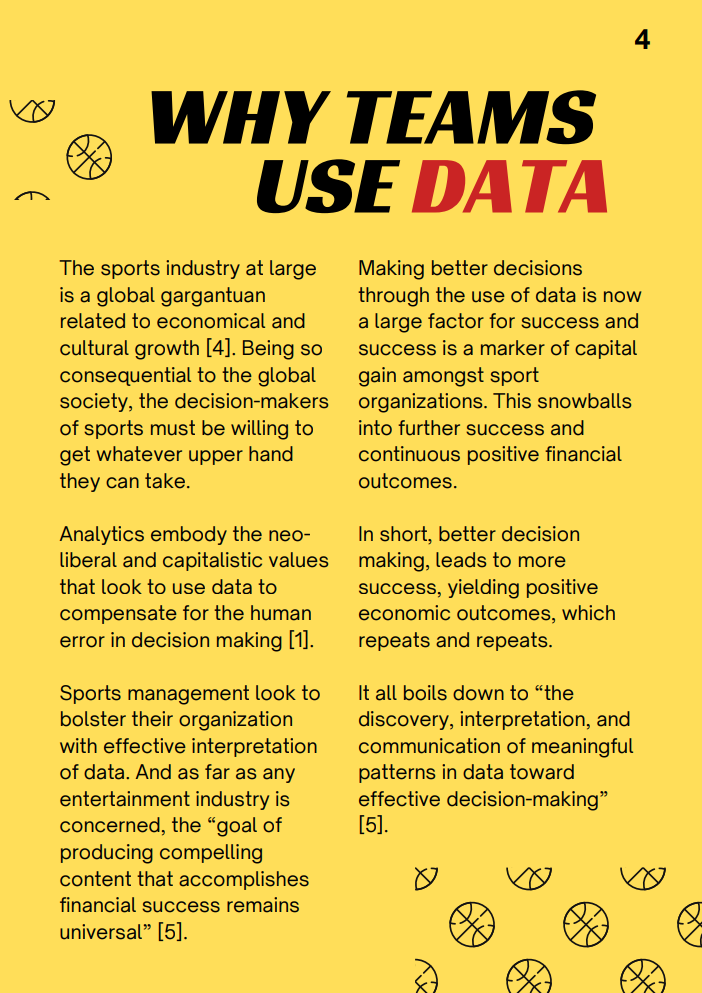 4
WHY TEAMS
USE DATA
The sports industry at large
is a global gargantuan
related to economical and
cultural growth [4]. Being so
consequential to the global
society, the decision-makers
of sports must be willing to
get whatever upper hand
they can take.
Analytics embody the neo-
liberal and capitalistic values
that look to use data to
compensate for the human
error in decision making [1].
Sports management look to
bolster their organization
with effective interpretation
of data. And as far as any
entertainment industry is
concerned, the “goal of
producing compelling
content that accomplishes
financial success remains
universal” [5].
Making better decisions
through the use of data is now
a large factor for success and
success is a marker of capital
gain amongst sport
organizations. This snowballs
into further success and
continuous positive financial
outcomes.
In short, better decision
making, leads to more
success, yielding positive
economic outcomes, which
repeats and repeats.
It all boils down to “the
discovery, interpretation, and
communication of meaningful
patterns in data toward
effective decision-making”
[5].